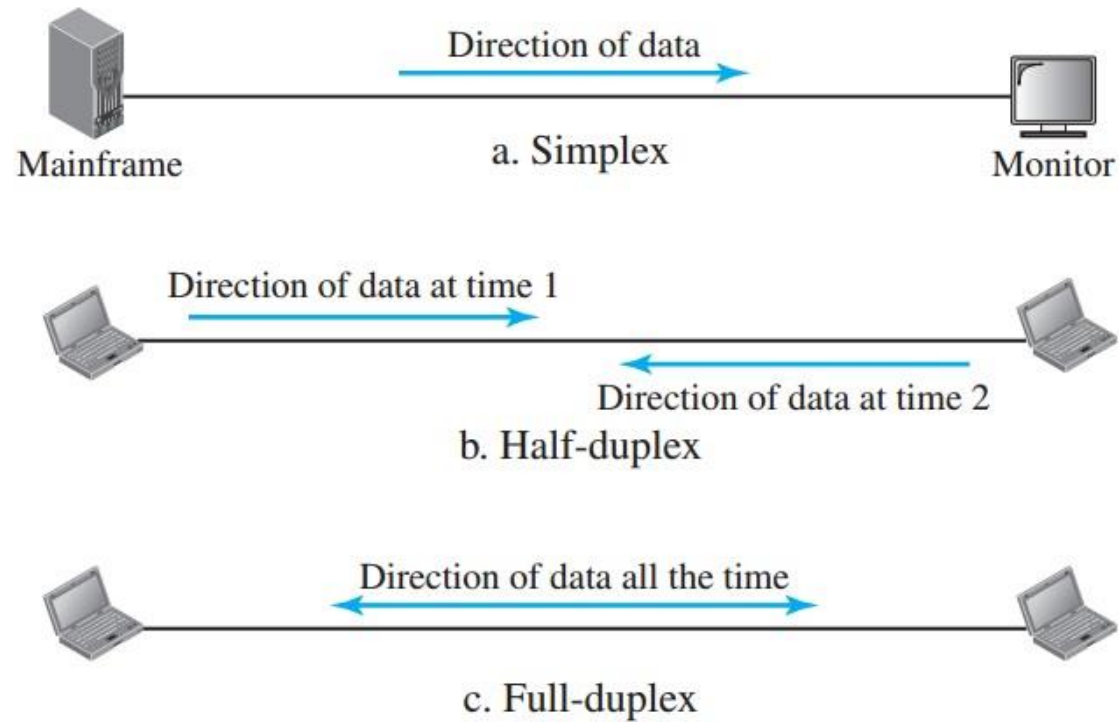 Direction of data
Mainframe
a. Simplex
Monitor
Direction of data at time 1
Direction of data at time 2
b. Half-duplex
Direction of data all the time
c. Full-duplex